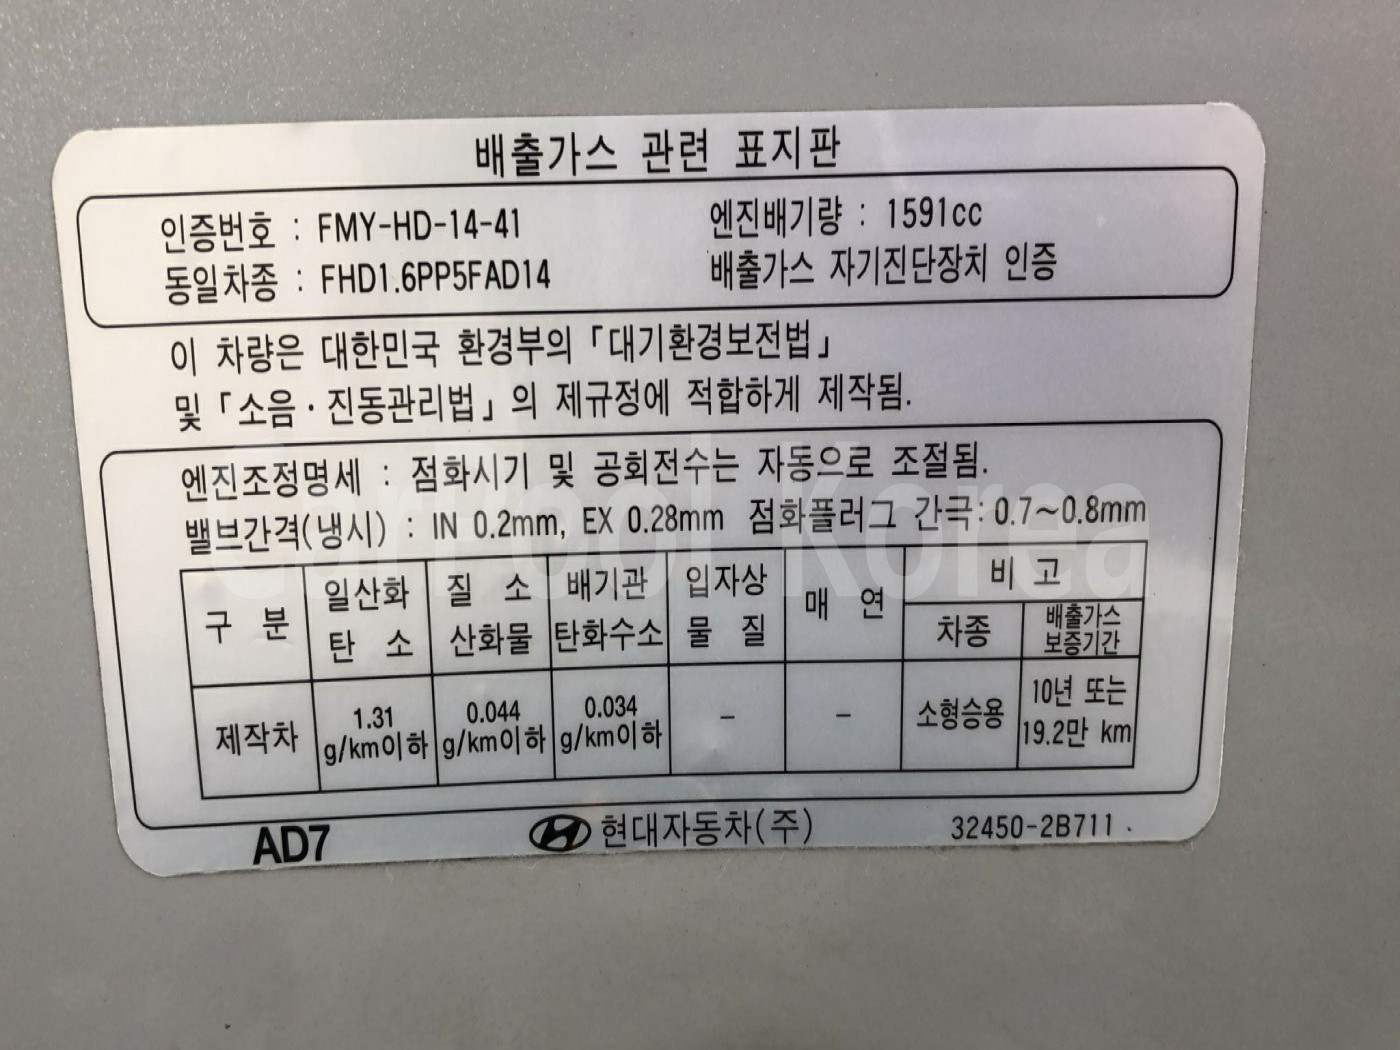 배출가스 관련 표지판
인증번호 : FMY-HD-14-41 엔진배기량 : 1591cc
동일차종 : FHD1.6PP5FAD14 배출가스 자기진단장치 인증
이 차량은 대한민국 환경부의 「대기환경보전법」
및 「소음·진동관리법」의 제규정에 적합하게 제작됨.
엔진조정명세 : 점화시기 및 공회전수는 자동으로 조절됨.
밸브간격(냉시) : IN 0.2mm, EX 0.28mm 점화플러그 간극: 0.7~0.8mm
구 분 일산화 탄 소 질 소 산화물 배기관 탄화수소 입자상 물 질 매 연 비 고
차종 배출가스 보증기간
제작차 1.31 g/km이하 0.044 g/km이하 0.034 g/km이하 - - 소형승용 10년 또는 19.2만 km
AD7 현대자동차(주) 32450-2B711
Carpool Korea